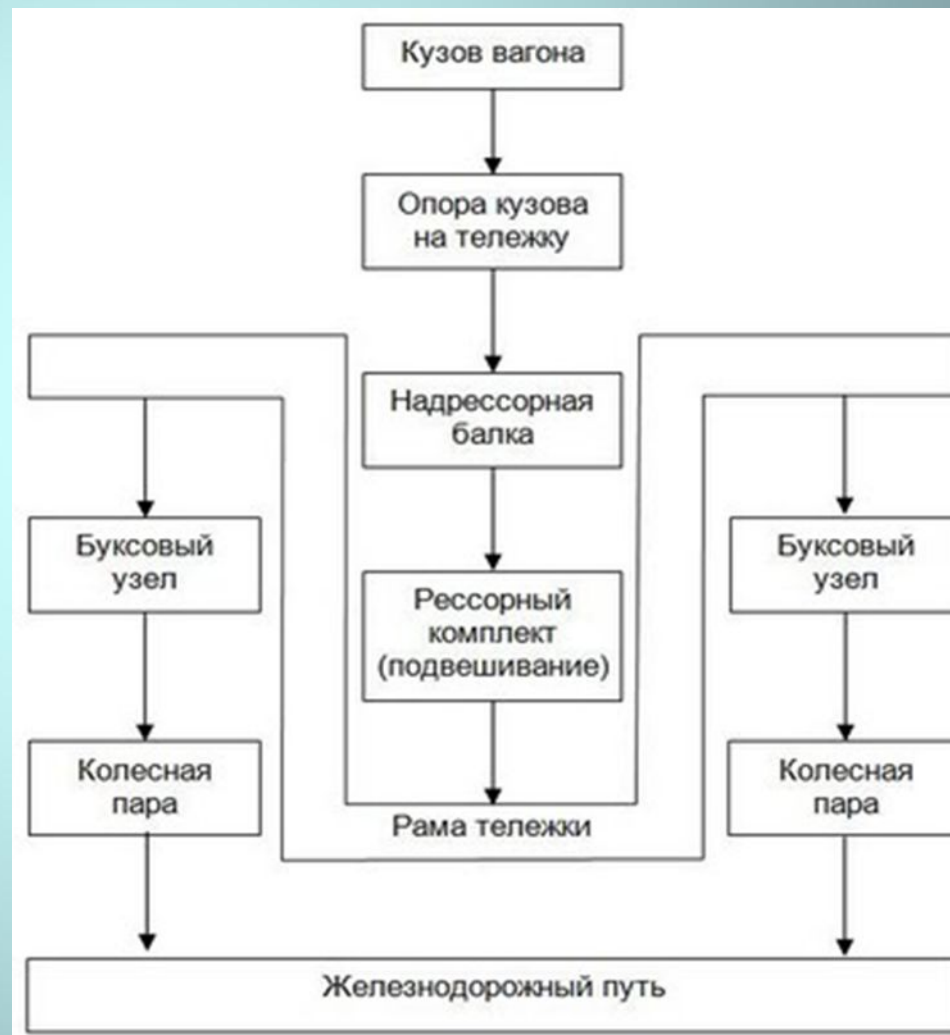 Кузов вагона
Опора кузова
на тележку
Надрессорная
балка
Буксовый
узел
Рессорный
комплект
(подвешивание)
Буксовый
узел
Колесная
пара
Рама тележки
Колесная
пара
Железнодорожный путь